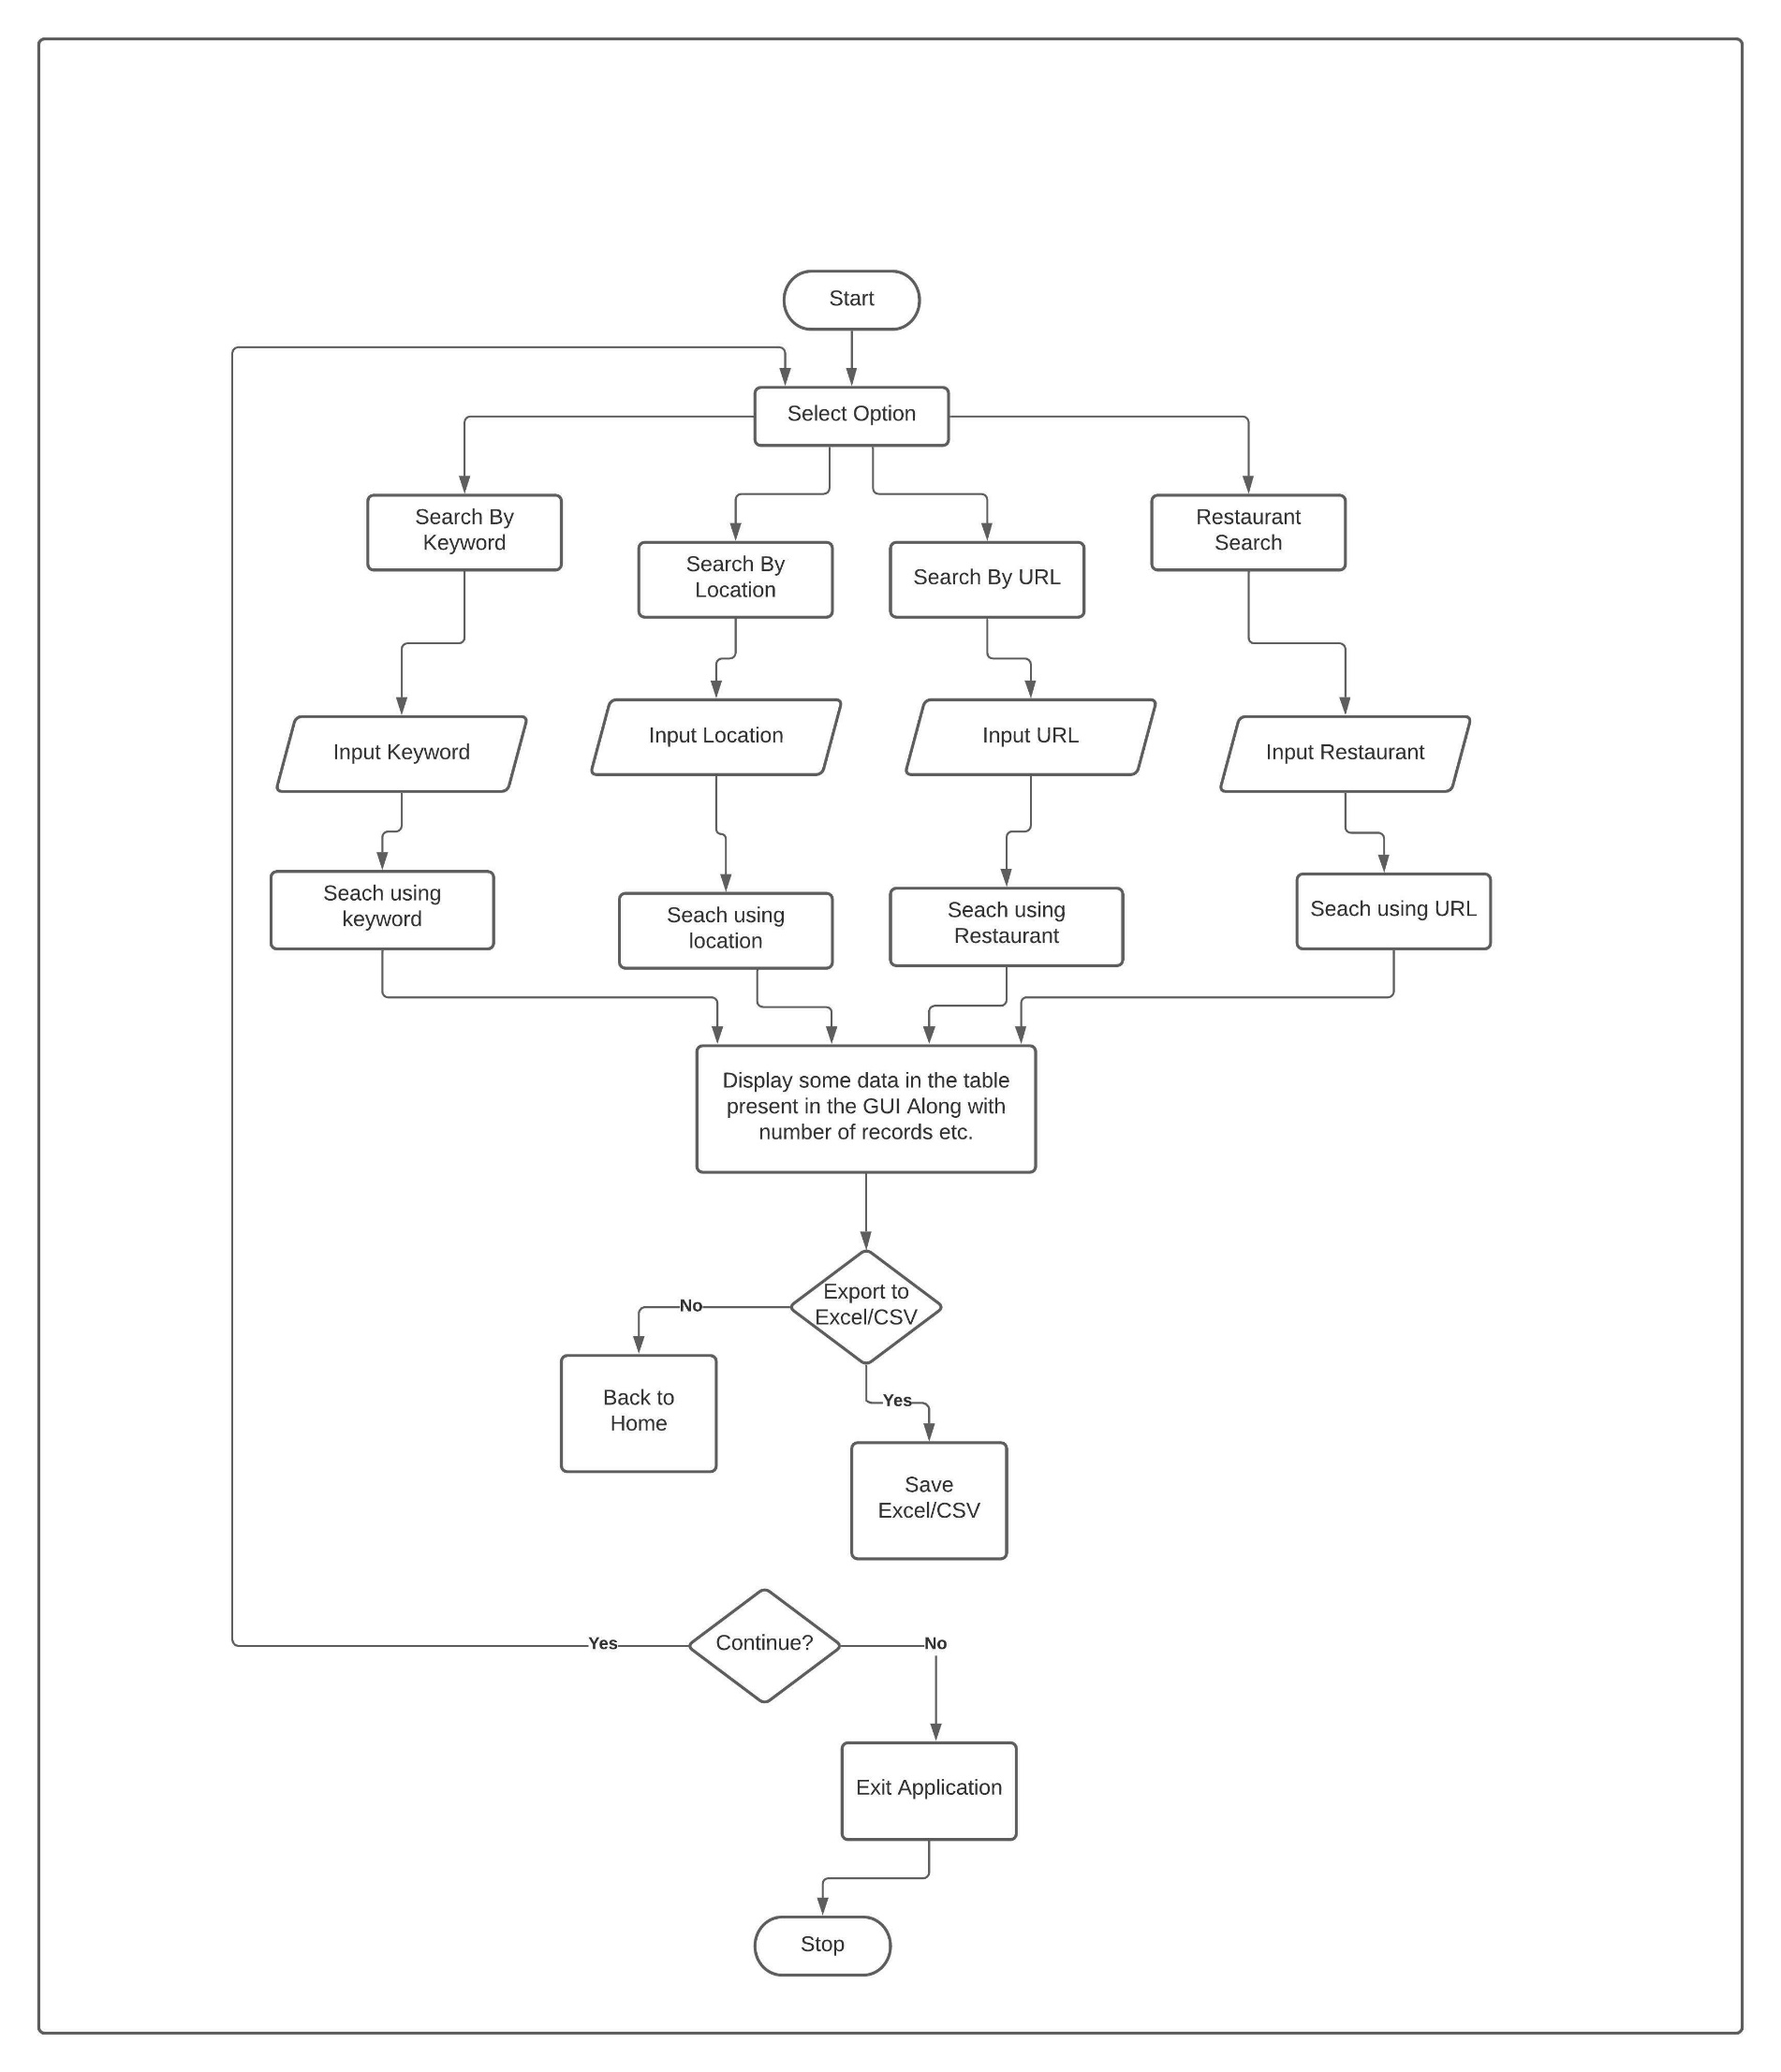 Start
Select Option
Search By
Keyword
Search By
Location
Search By URL
Restaurant
Search
Input Keyword
Input Location
Input URL
Input Restaurant
Seach using
keyword
Seach using
location
Seach using
Restaurant
Seach using URL
Display some data in the table
present in the GUI Along with
number of records etc.
Export to
Excel/CSV
No
Yes
Back to
Home
Save
Excel/CSV
Continue?
Yes
No
Exit Application
Stop